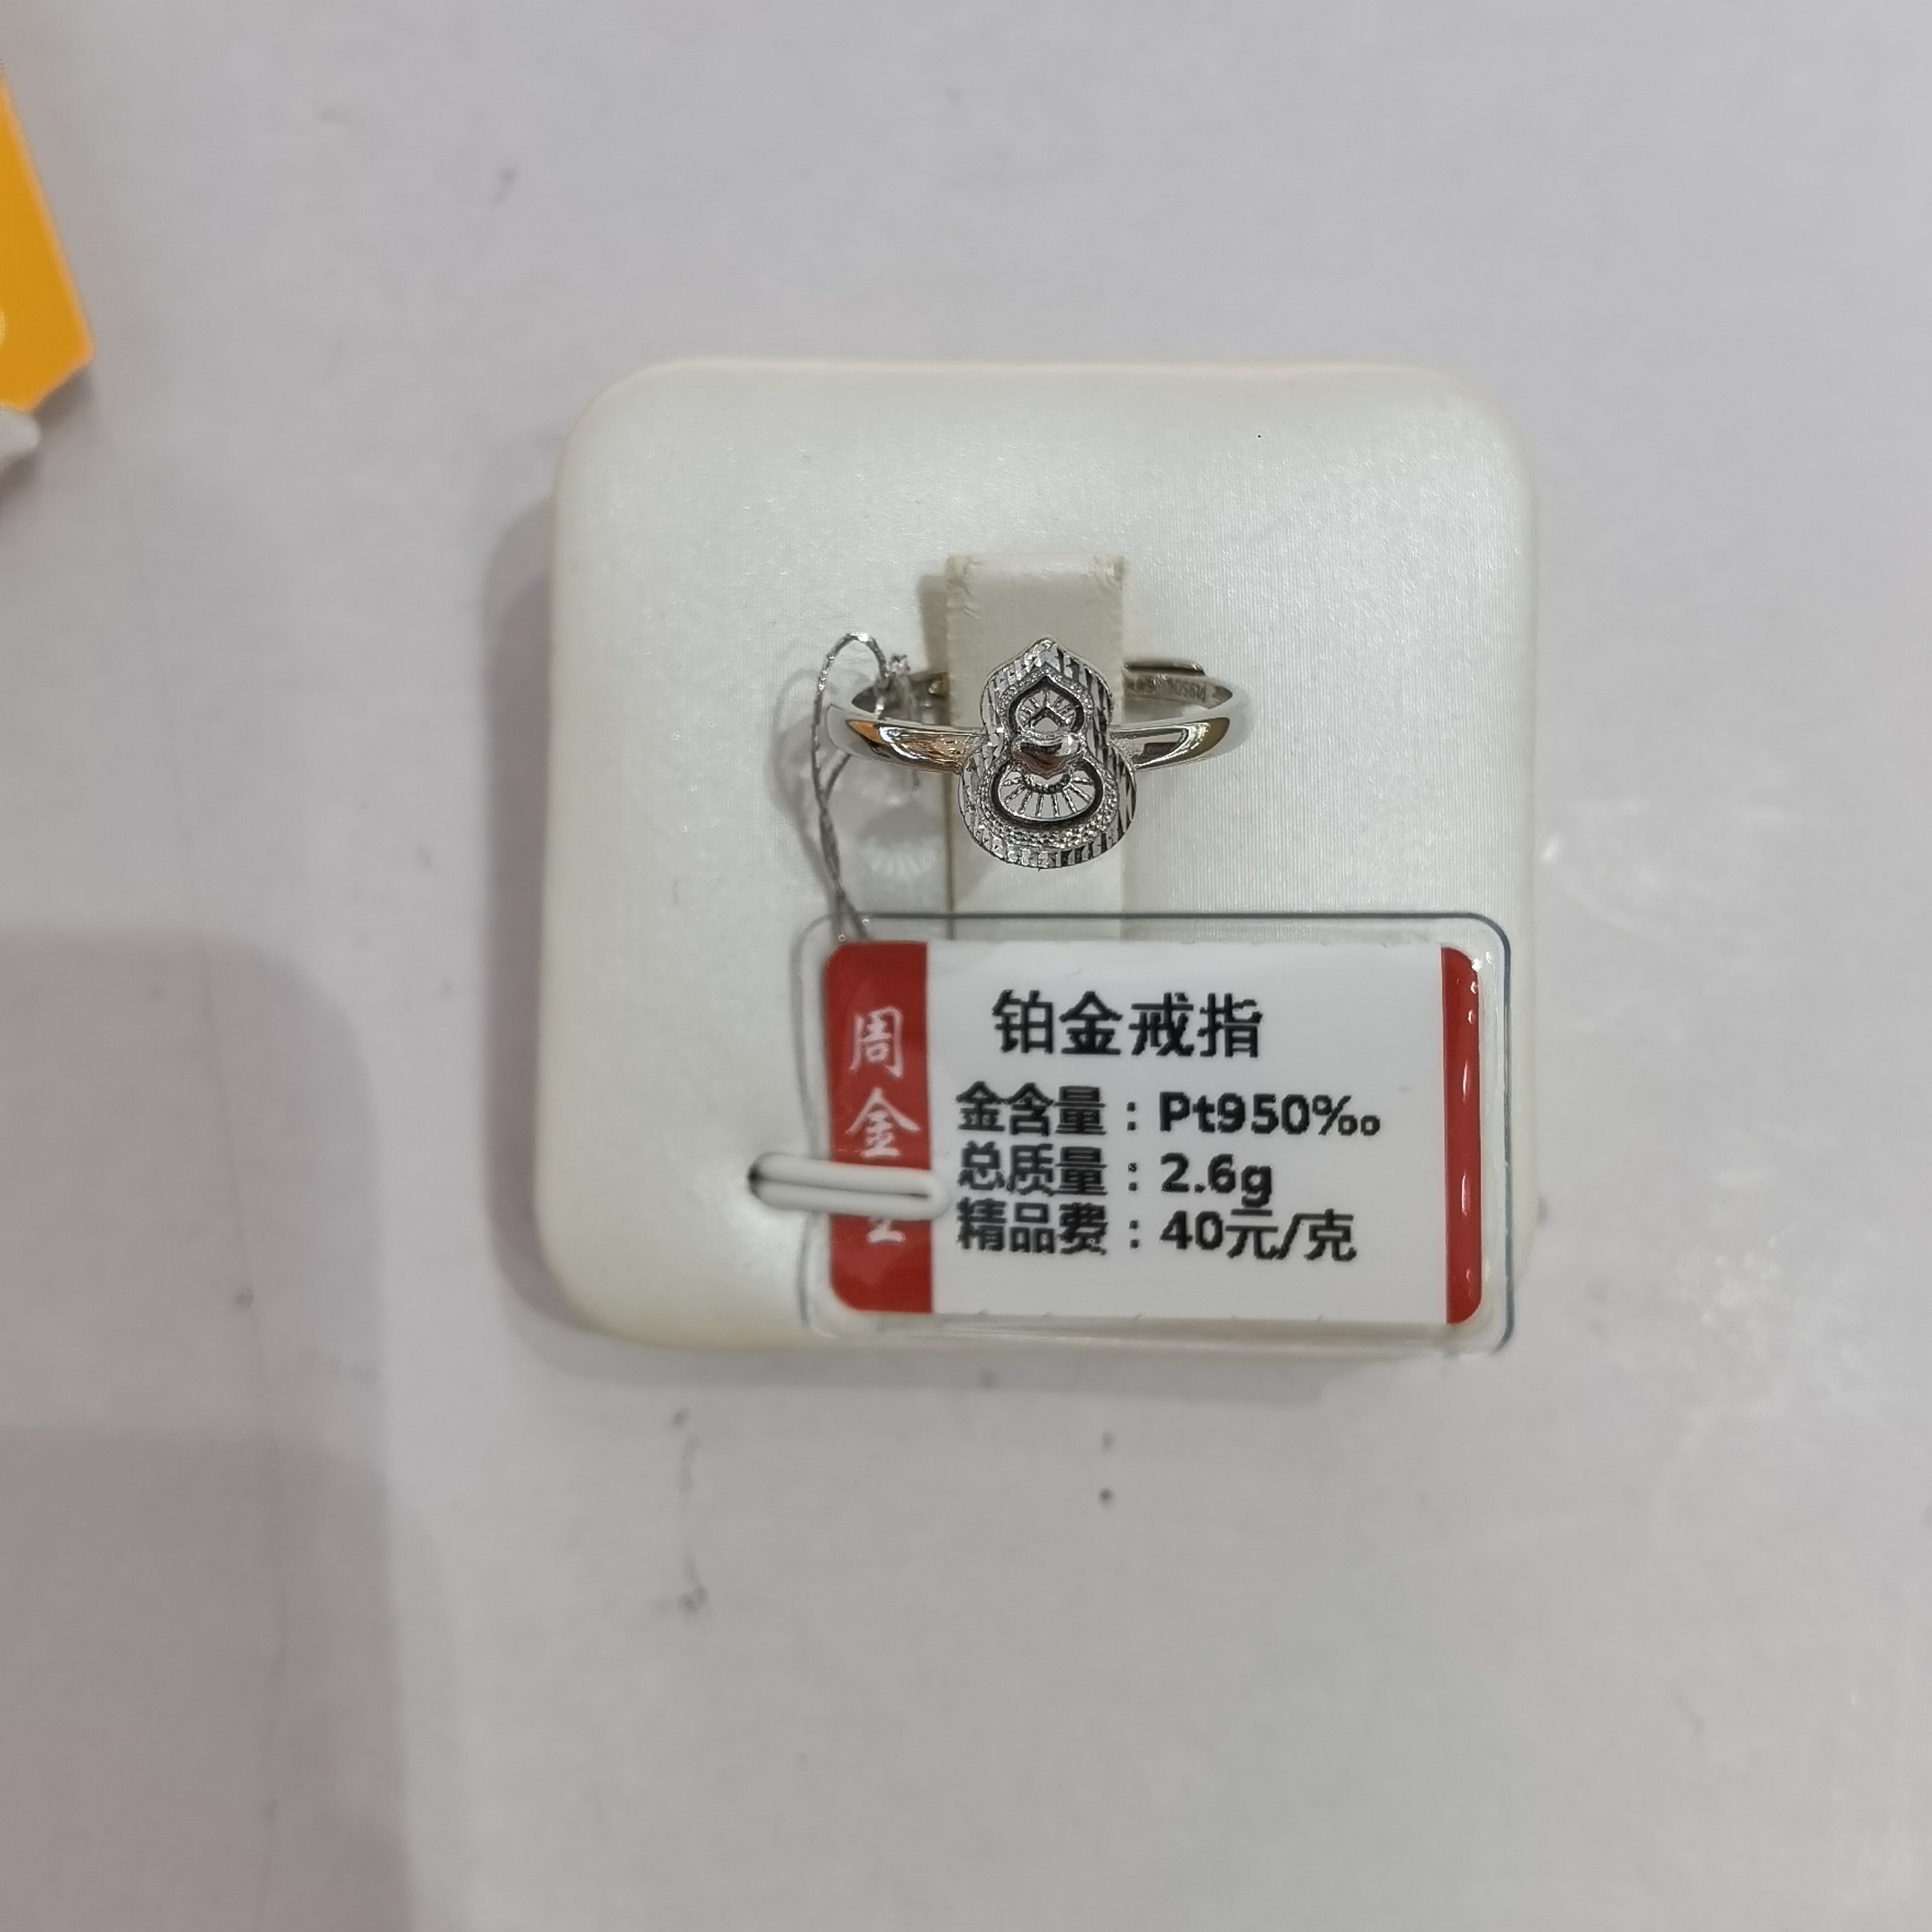 周金
铂金戒指
金含量：Pt950‰
总质量：2.6g
精品费：40元/克